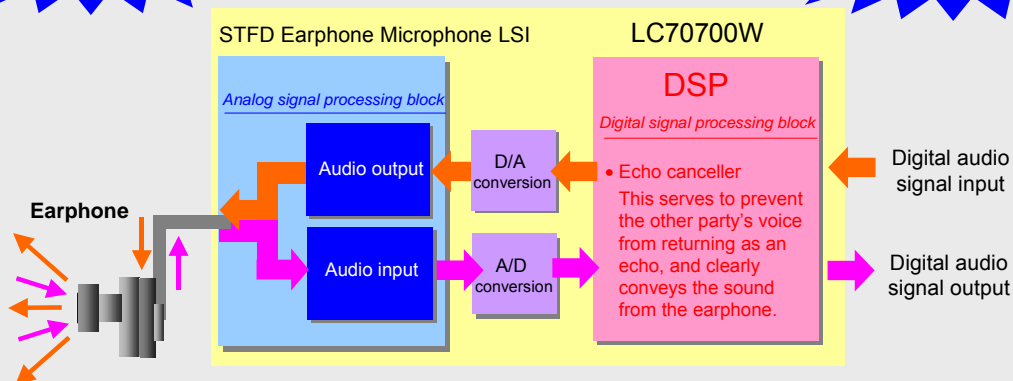 STFD Earphone Microphone LSI
LC70700W
Analog signal processing block
Audio output
Audio input
D/A
conversion
A/D
conversion
DSP
Digital signal processing block
• Echo canceller
This serves to prevent
the other party's voice
from returning as an
echo, and clearly
conveys the sound
from the earphone.
Digital audio
signal input
Digital audio
signal output
Earphone